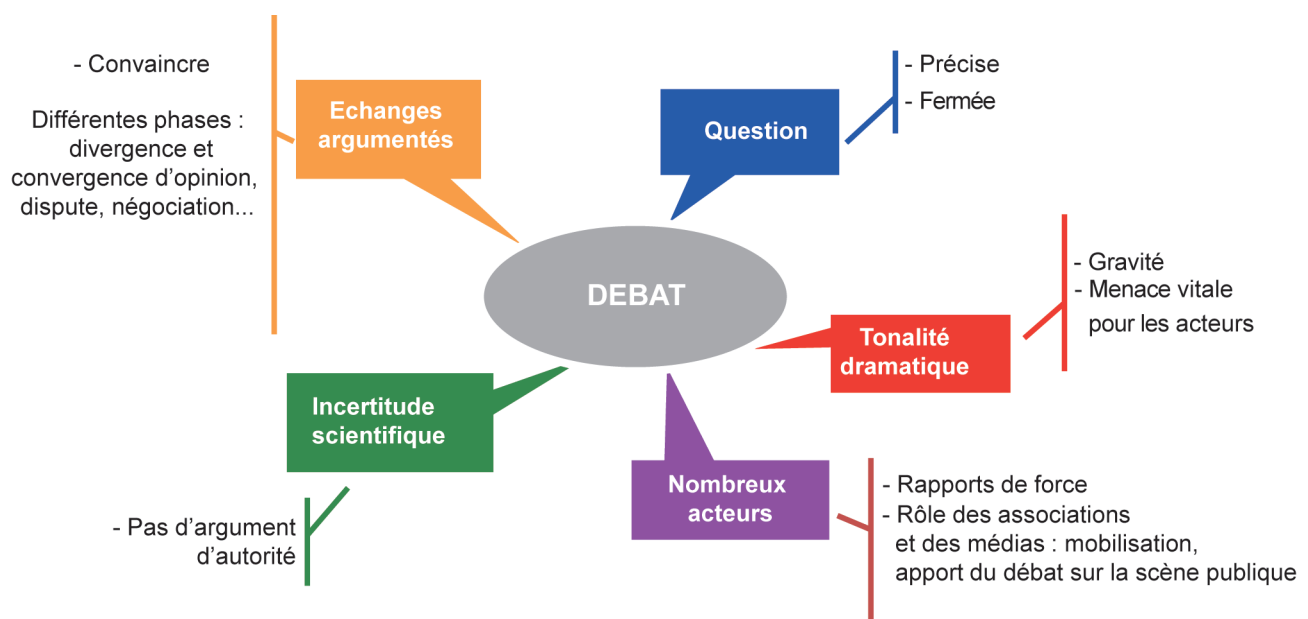 - Convaincre
Différentes phases :
divergence et
convergence d'opinion,
dispute, négociation...
Echanges
argumentés
Question
- Précise
- Fermée
DEBAT
- Gravité
- Menace vitale
pour les acteurs
Tonalité
dramatique
Incertitude
scientifique
- Pas d'argument
d'autorité
Nombreux
acteurs
- Rapports de force
- Rôle des associations
et des médias : mobilisation,
apport du débat sur la scène publique